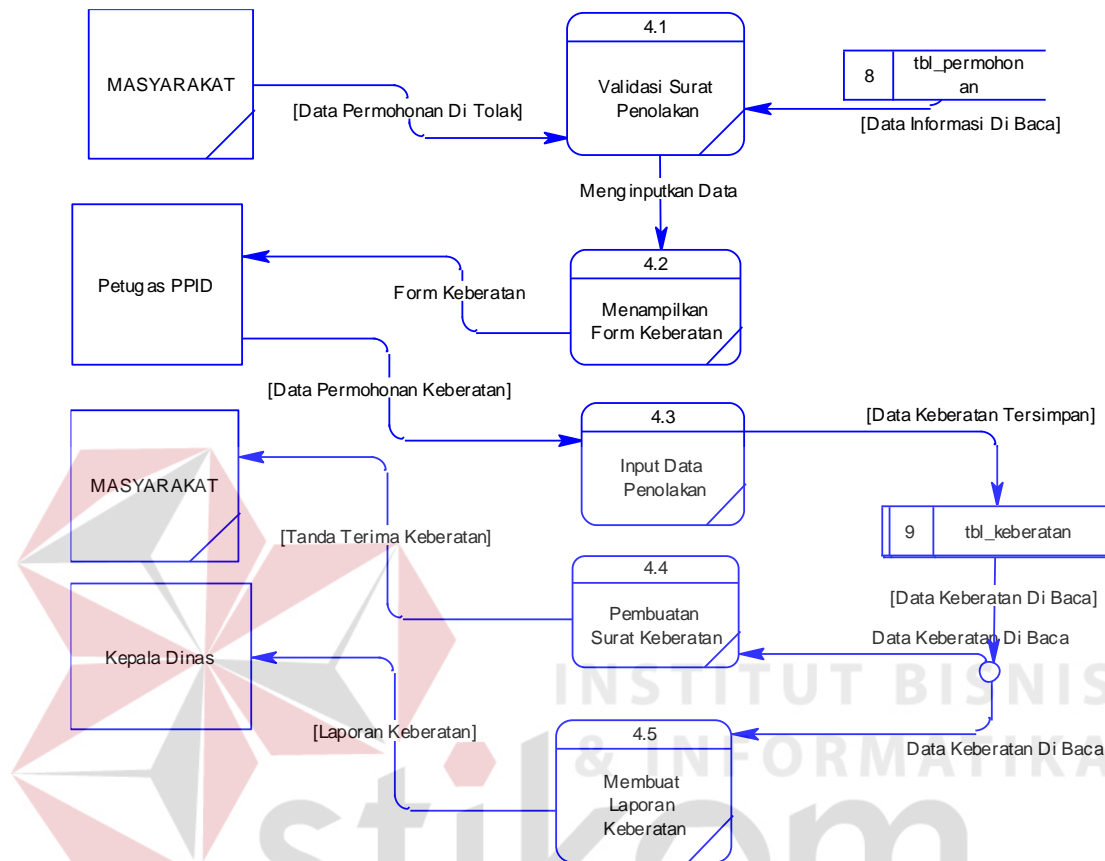 4.1
MASYARAKAT
Validasi Surat
Penolakan
8
tbl_permohon
an
[Data Permohonan Di Tolak]
[Data Informasi Di Baca]
Menginputkan Data
4.2
Petugas PPID
Form Keberatan
Menampilkan
Form Keberatan
[Data Permohonan Keberatan]
4.3
[Data Keberatan Tersimpan]
MASYARAKAT
Input Data
Penolakan
[Tanda Terima Keberatan]
9
tbl_keberatan
4.4
[Data Keberatan Di Baca]
Pembuatan
Surat Keberatan
Data Keberatan Di Baca
Kepala Dinas
INSTITUT BISNIS
[Laporan Keberatan]
4.5
Data Keberatan Di Baca
& INFORMATIKA
Membuat
Laporan
Keberatan
stikom